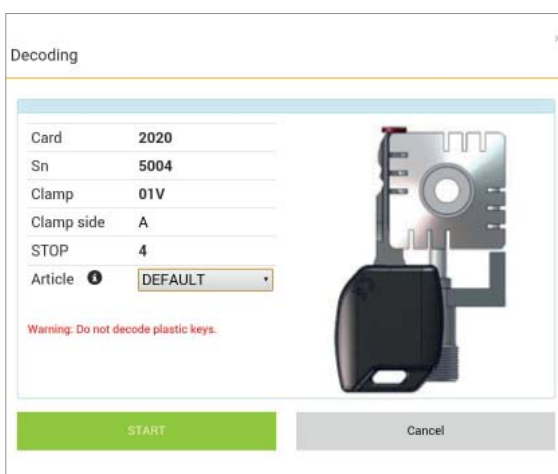 Decoding
Card 2020
Sn 5004
Clamp 01V
Clamp side A
STOP 4
Article DEFAULT
Warning: Do not decode plastic keys.
START Cancel